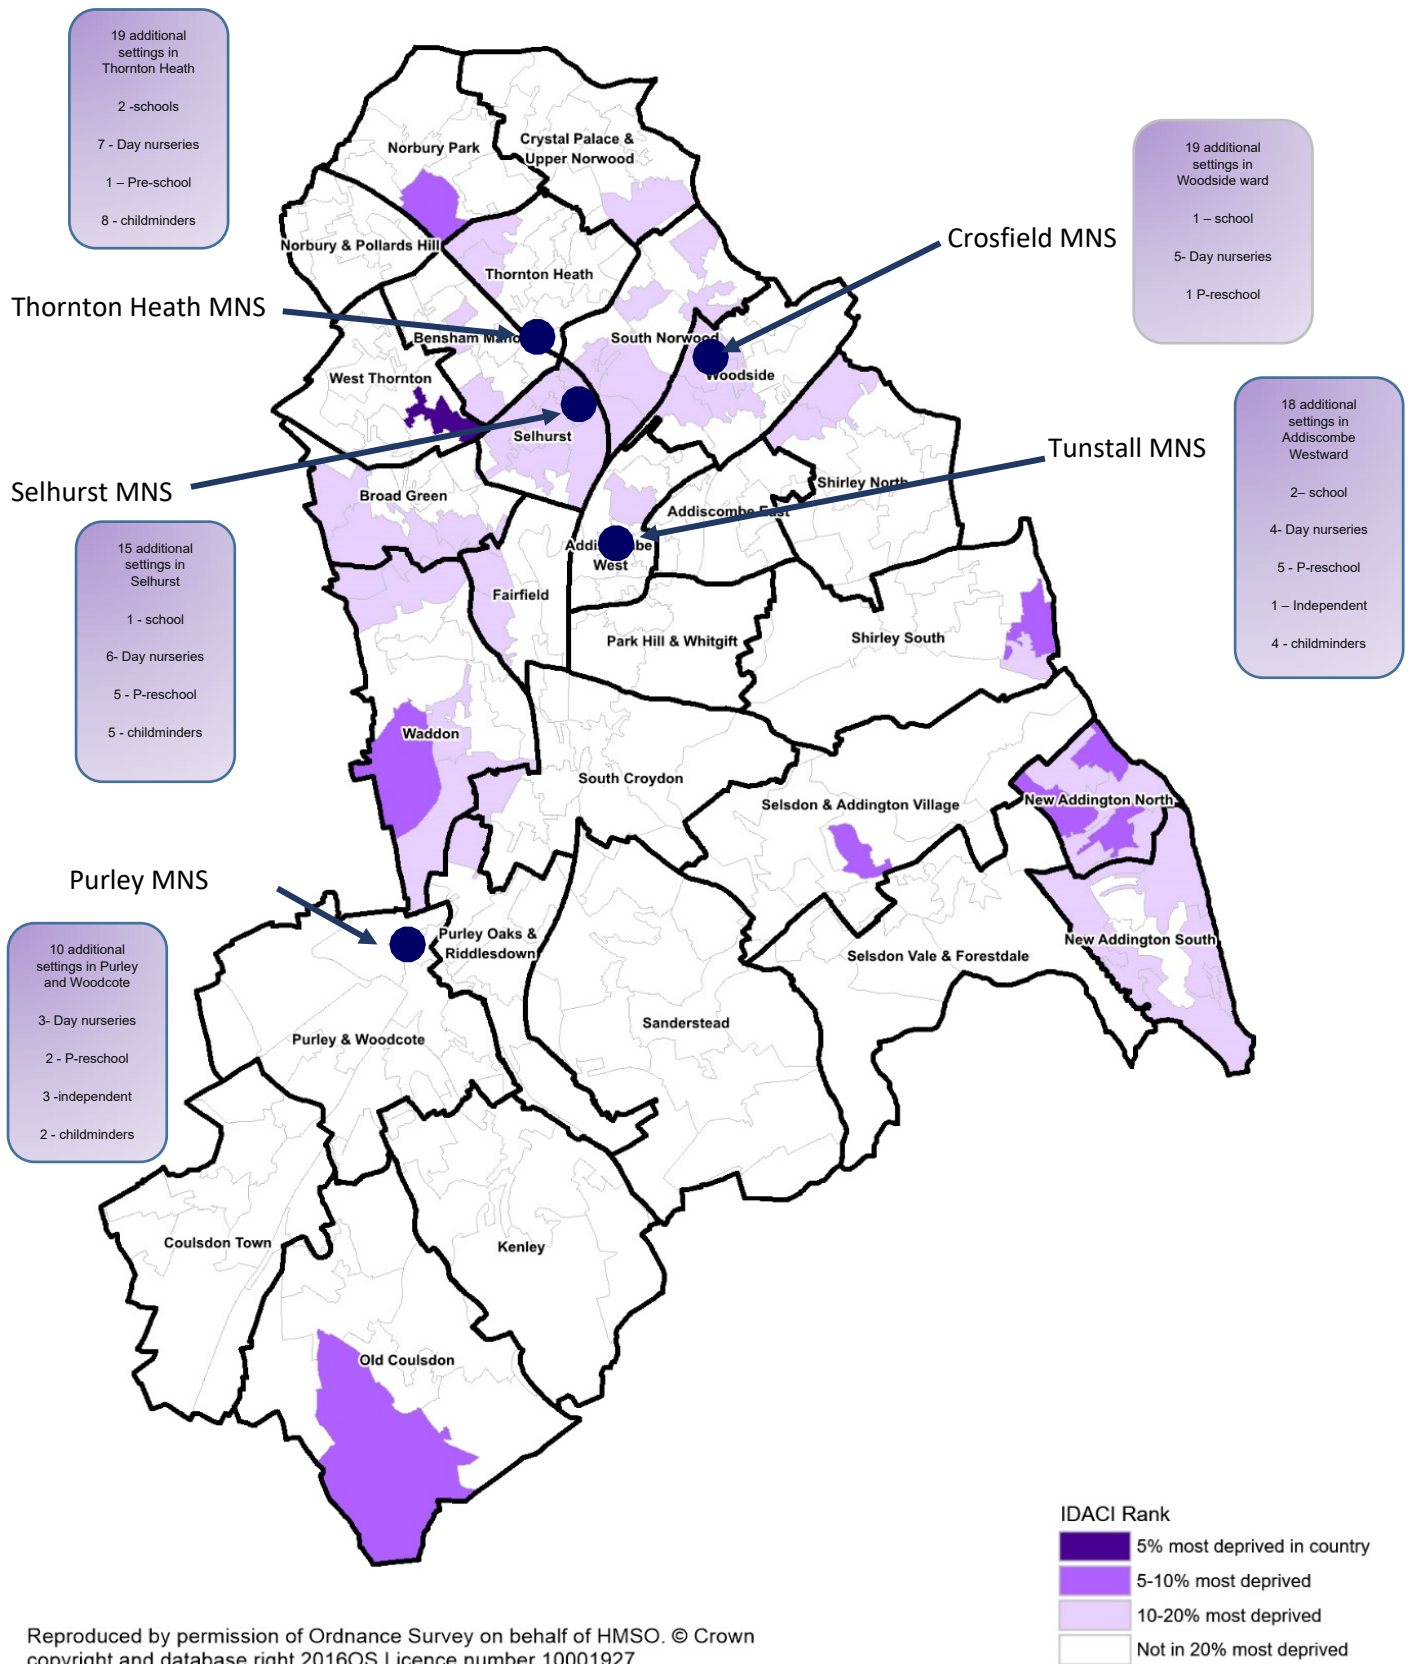 19 additional
settings in
Thornton Heath
2 -schools
7 - Day nurseries
1 – Pre-school
8 - childminders
Norbury Park
Crystal Palace &
Upper Norwood
19 additional
settings in
Woodside ward
1 – school
5- Day nurseries
1 P-reschool
Norbury & Pollards Hill
Thornton Heath
Crosfield MNS
Thornton Heath MNS
Bensham Mano
South Norwood
West Thornton
Woodside
Selhurst
18 additional
settings in
Addiscombe
Westward
2– school
4- Day nurseries
5 - P-reschool
1 – Independent
4 - childminders
Tunstall MNS
Selhurst MNS
Broad Green
Shirley North
Addiscombe East
Addiscombe
West
15 additional
settings in
Selhurst
1 - school
6- Day nurseries
5 - P-reschool
5 - childminders
Fairfield
Park Hill & Whitgift
Shirley South
Waddon
South Croydon
Selsdon & Addington Village
New Addington North
Purley MNS
10 additional
settings in Purley
and Woodcote
3- Day nurseries
2 - P-reschool
3 -independent
2 - childminders
Purley Oaks &
Riddlesdown
New Addington South
Selsdon Vale & Forestdale
Sanderstead
Purley & Woodcote
Coulsdon Town
Kenley
Old Coulsdon
IDACI Rank
5% most deprived in country
5-10% most deprived
10-20% most deprived
Not in 20% most deprived
Reproduced by permission of Ordnance Survey on behalf of HMSO. © Crown
copyright and database right 2016OS Licence number 10001927